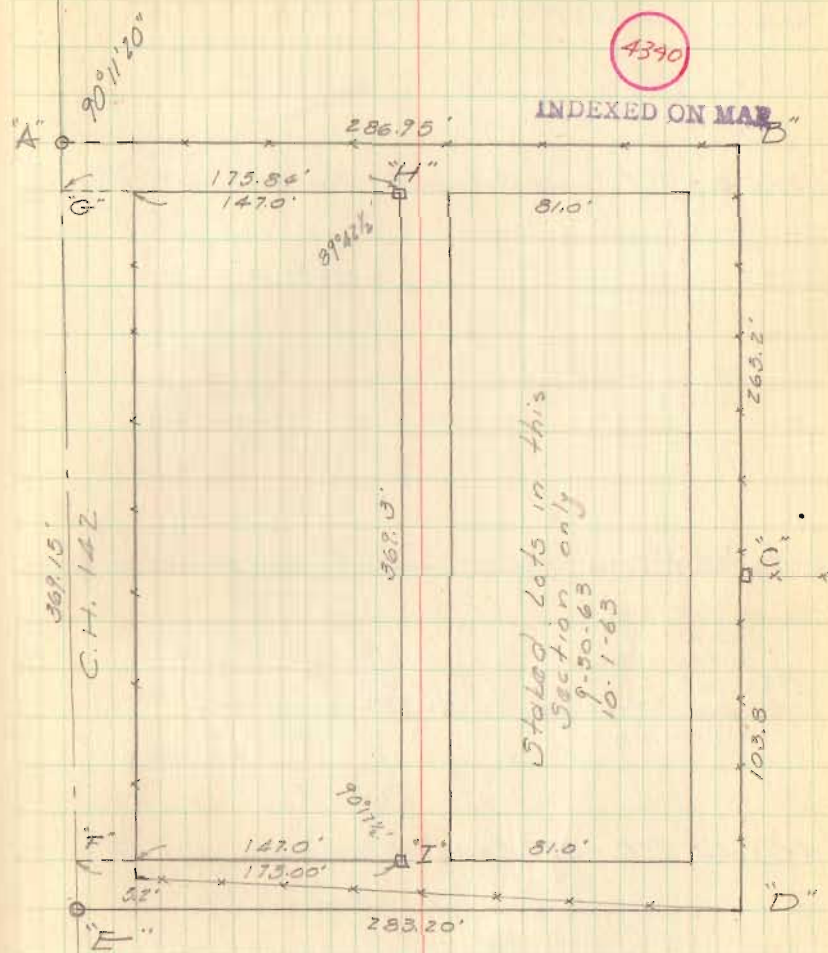 4340
INDEXED ON MAP
90°11'20"
"A"
286.95'
"B"
175.84'
"H"
"G"
147.0'
81.0'
89°42½'
265.2'
Staked Lots in this
Section only
9-30-63
10-1-63
369.15'
C.H. 142
369.3'
"C"
103.8
90°17½'
"F"
147.0'
"I"
81.0'
173.00'
5.2'
"D"
"E"
283.20'